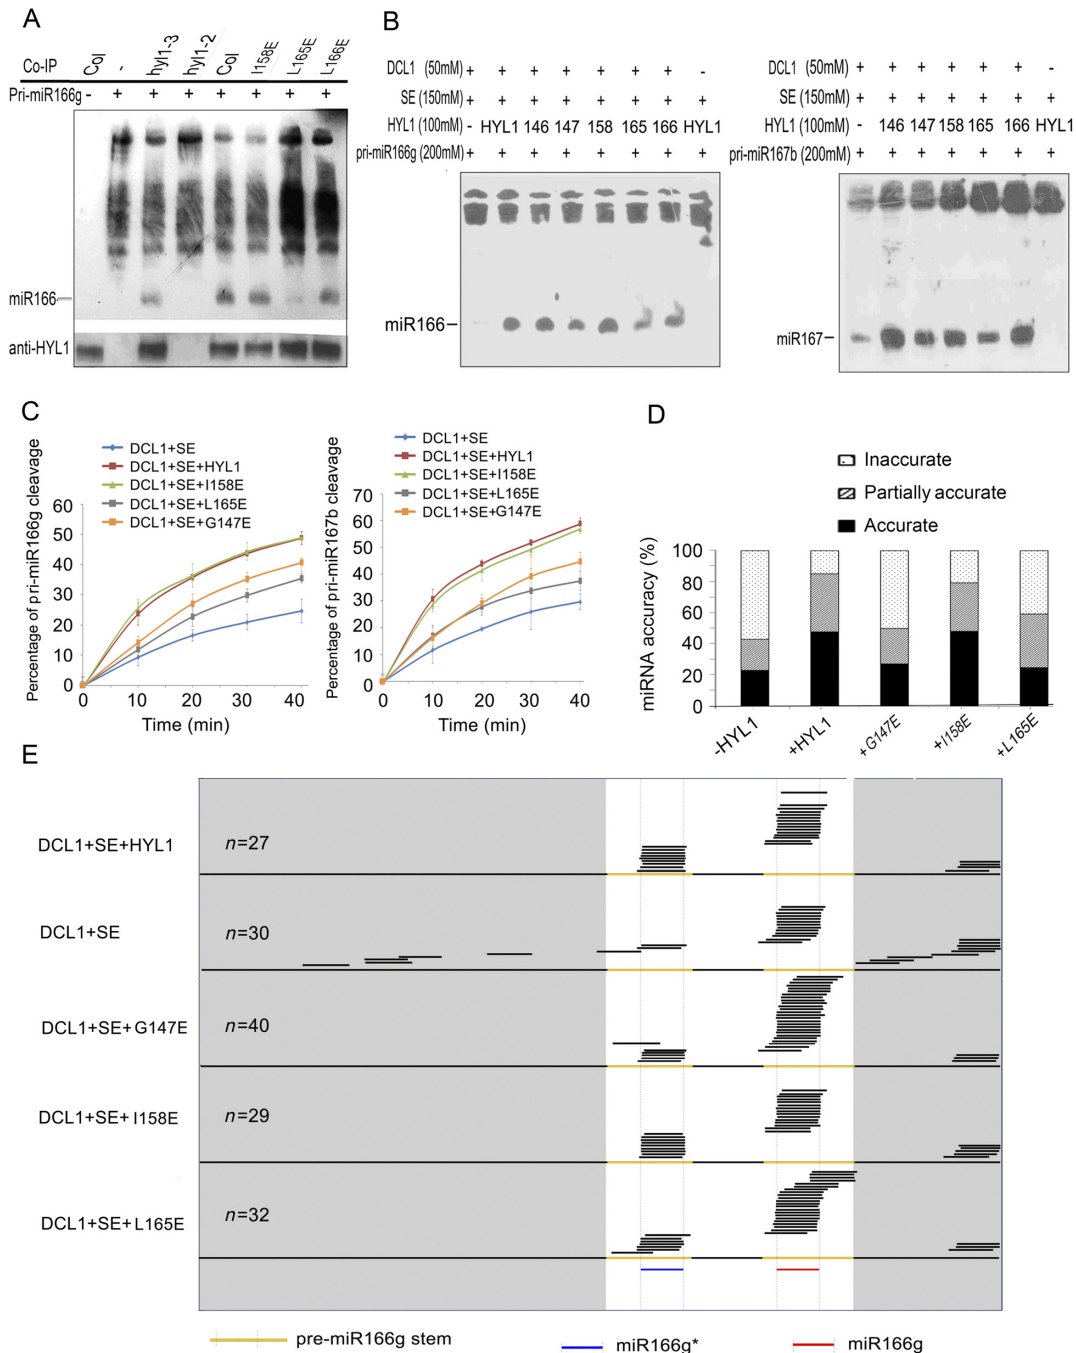 A
Co-IP
Col
-
hyl1-3
hyl1-2
Col
I158E
L165E
L166E
Pri-miR166g - + + + + + + +
miR166
anti-HYL1
B
DCL1 (50mM) + + + + + + + -
SE (150mM) + + + + + + + +
HYL1 (100mM) - HYL1 146 147 158 165 166 HYL1
pri-miR166g (200mM) + + + + + + + +
miR166
DCL1 (50mM) + + + + + + -
SE (150mM) + + + + + + +
HYL1 (100mM) - 146 147 158 165 166 HYL1
pri-miR167b (200mM) + + + + + + +
miR167
C
DCL1+SE
DCL1+SE+HYL1
DCL1+SE+I158E
DCL1+SE+L165E
DCL1+SE+G147E
Percentage of pri-miR166g cleavage
60
50
40
30
20
10
0
0 10 20 30 40
Time (min)
DCL1+SE
DCL1+SE+HYL1
DCL1+SE+I158E
DCL1+SE+L165E
DCL1+SE+G147E
Percentage of pri-miR167b cleavage
70
60
50
40
30
20
10
0
0 10 20 30 40
Time (min)
D
Inaccurate
Partially accurate
Accurate
miRNA accuracy (%)
100
80
60
40
20
0
-HYL1
+HYL1
+G147E
+I158E
+L165E
E
DCL1+SE+HYL1
n=27
DCL1+SE
n=30
DCL1+SE+G147E
n=40
DCL1+SE+I158E
n=29
DCL1+SE+L165E
n=32
pre-miR166g stem
miR166g*
miR166g